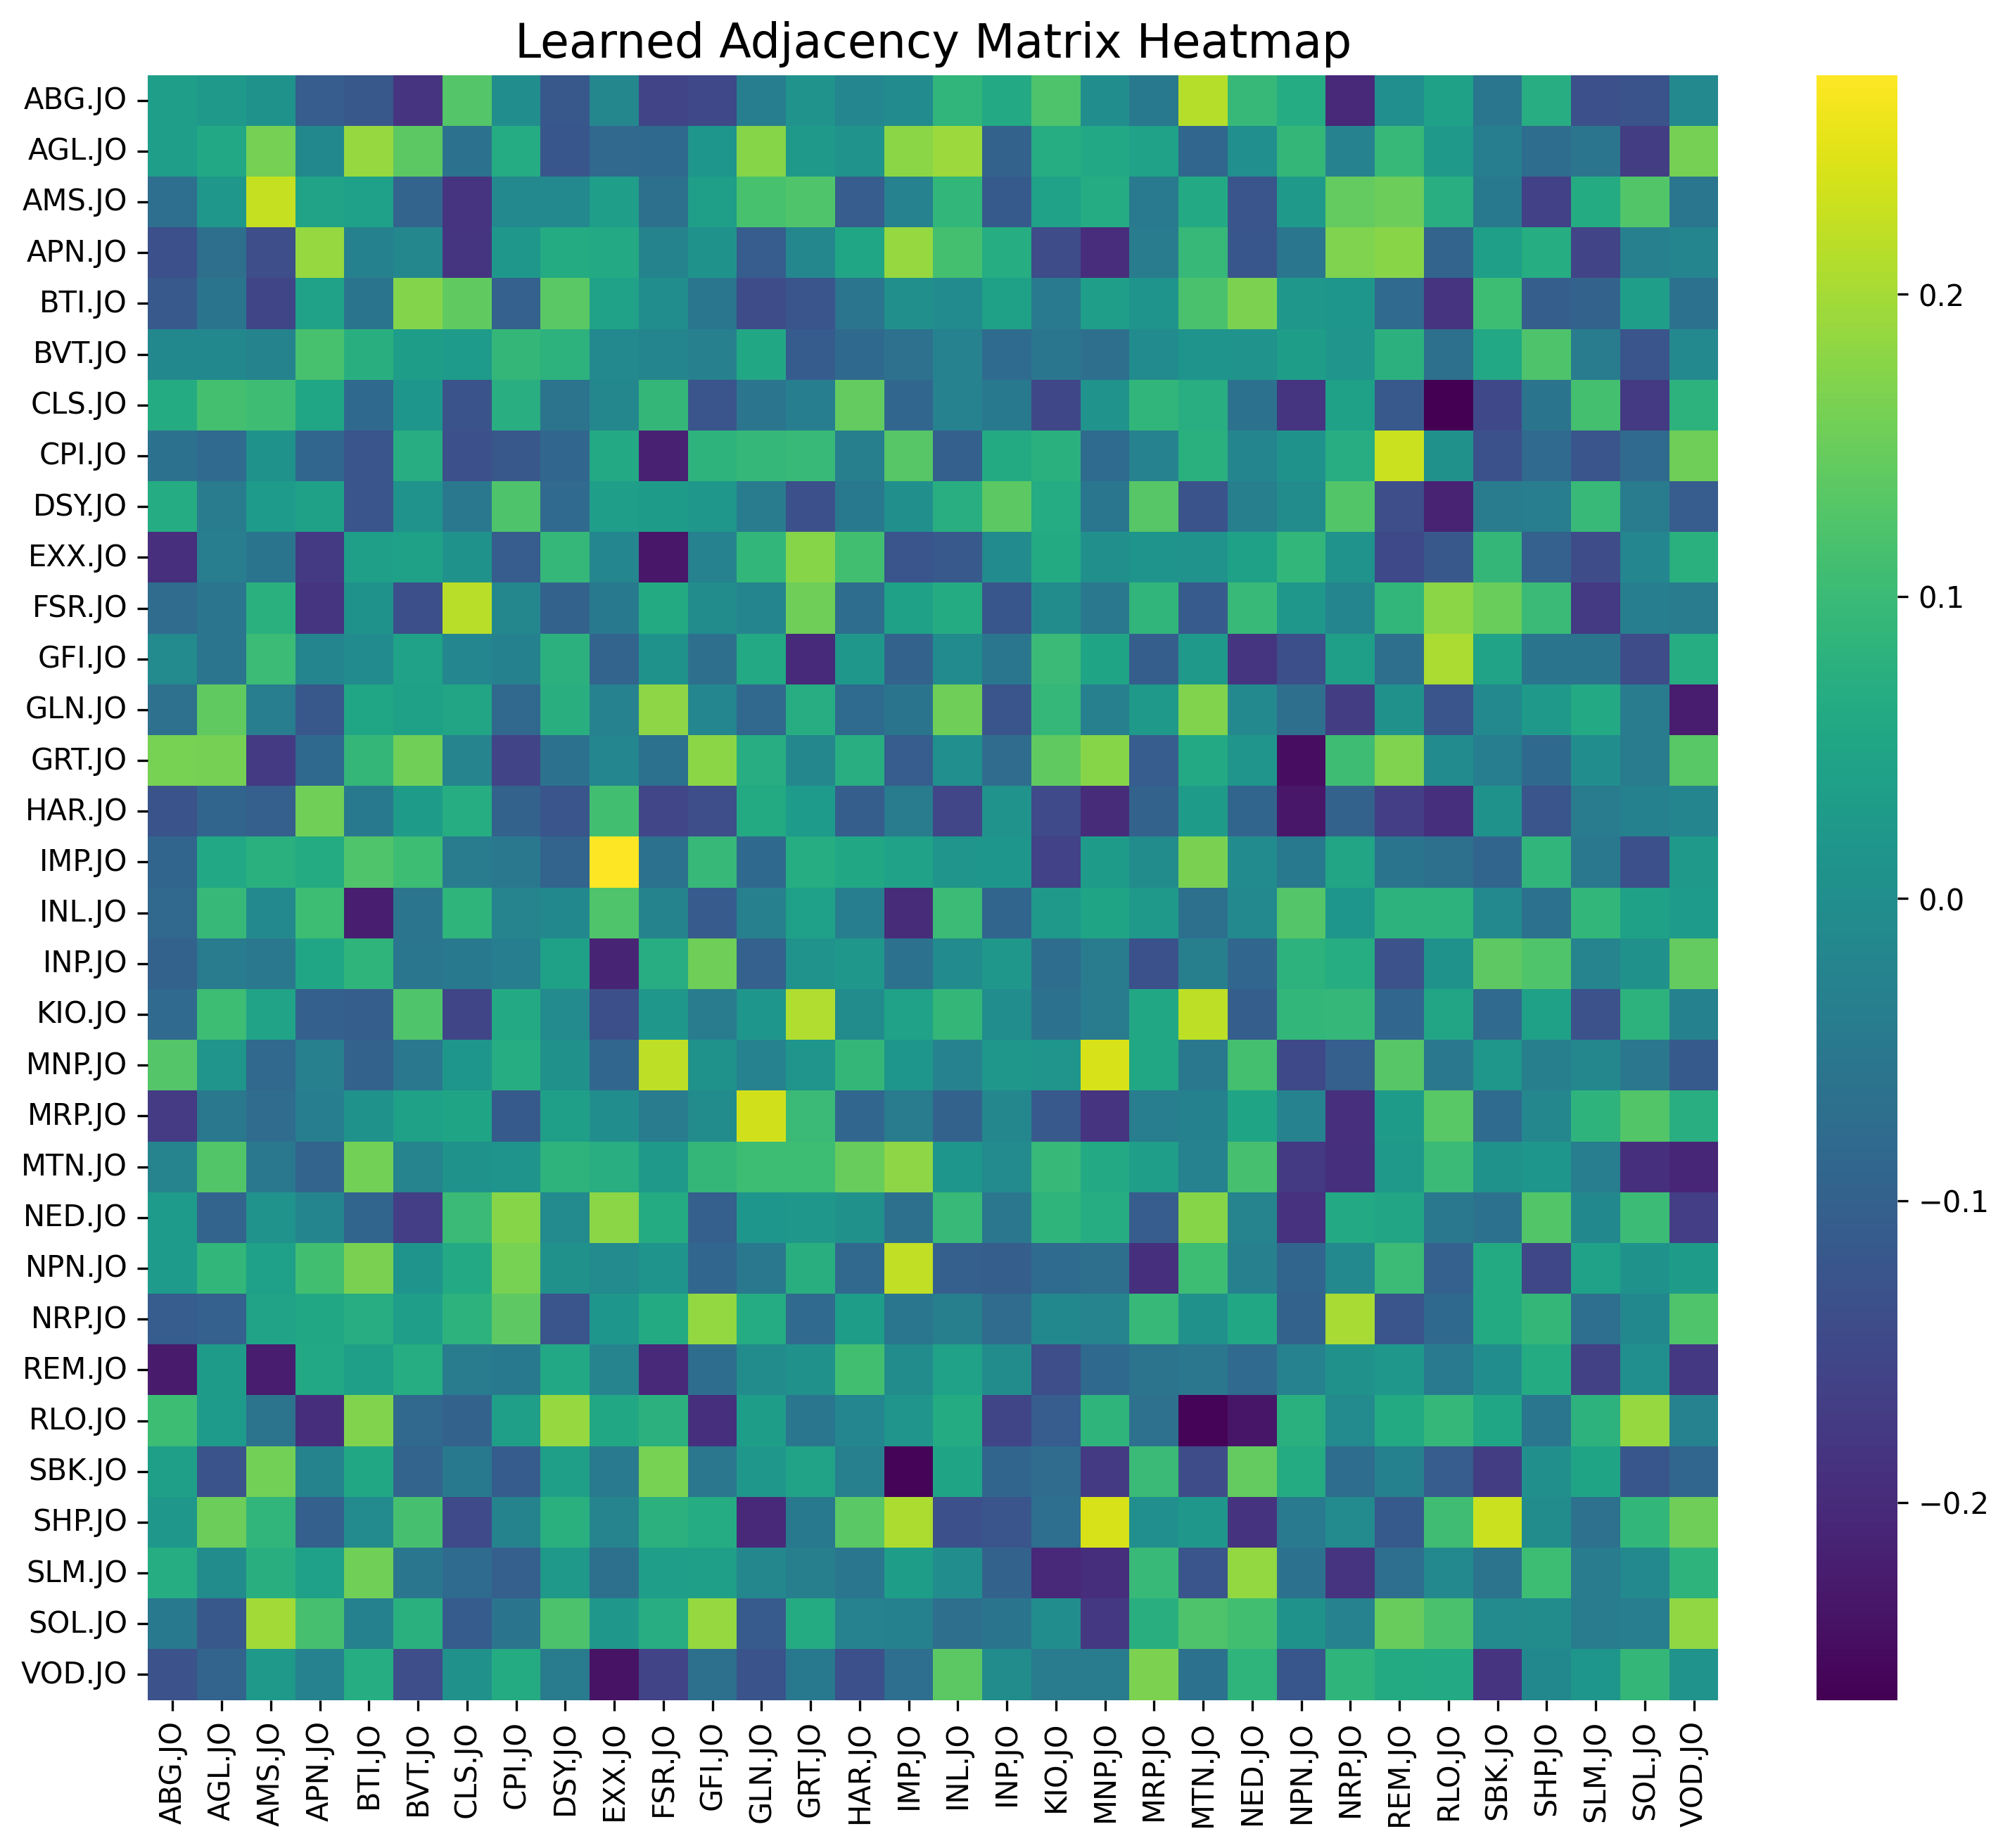 Learned Adjacency Matrix Heatmap
ABG.JO
AGL.JO
AMS.JO
APN.JO
BTI.JO
BVT.JO
CLS.JO
CPI.JO
DSY.JO
EXX.JO
FSR.JO
GFI.JO
GLN.JO
GRT.JO
HAR.JO
IMP.JO
INL.JO
INP.JO
KIO.JO
MNP.JO
MRP.JO
MTN.JO
NED.JO
NPN.JO
NRP.JO
REM.JO
RLO.JO
SBK.JO
SHP.JO
SLM.JO
SOL.JO
VOD.JO
ABG.JO AGL.JO AMS.JO APN.JO BTI.JO BVT.JO CLS.JO CPI.JO DSY.JO EXX.JO FSR.JO GFI.JO GLN.JO GRT.JO HAR.JO IMP.JO INL.JO INP.JO KIO.JO MNP.JO MRP.JO MTN.JO NED.JO NPN.JO NRP.JO REM.JO RLO.JO SBK.JO SHP.JO SLM.JO SOL.JO VOD.JO
0.2
0.1
0.0
−0.1
−0.2